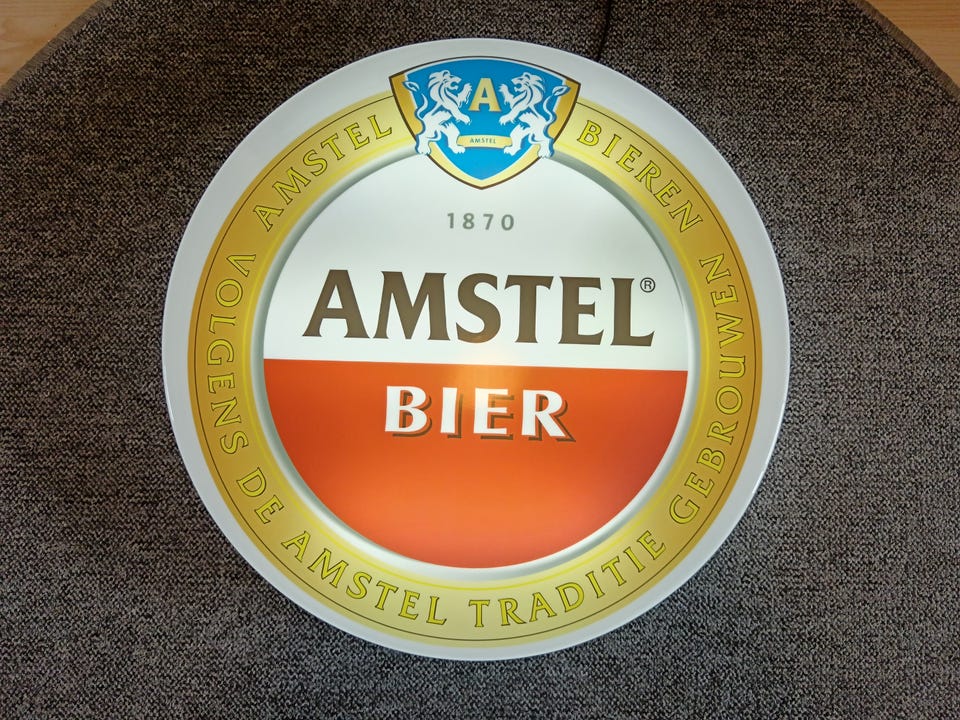 A
AMSTEL
1870
AMSTEL®
BIER
AMSTEL BIEREN
VOLGENS DE AMSTEL TRADITIE GEBROUWEN